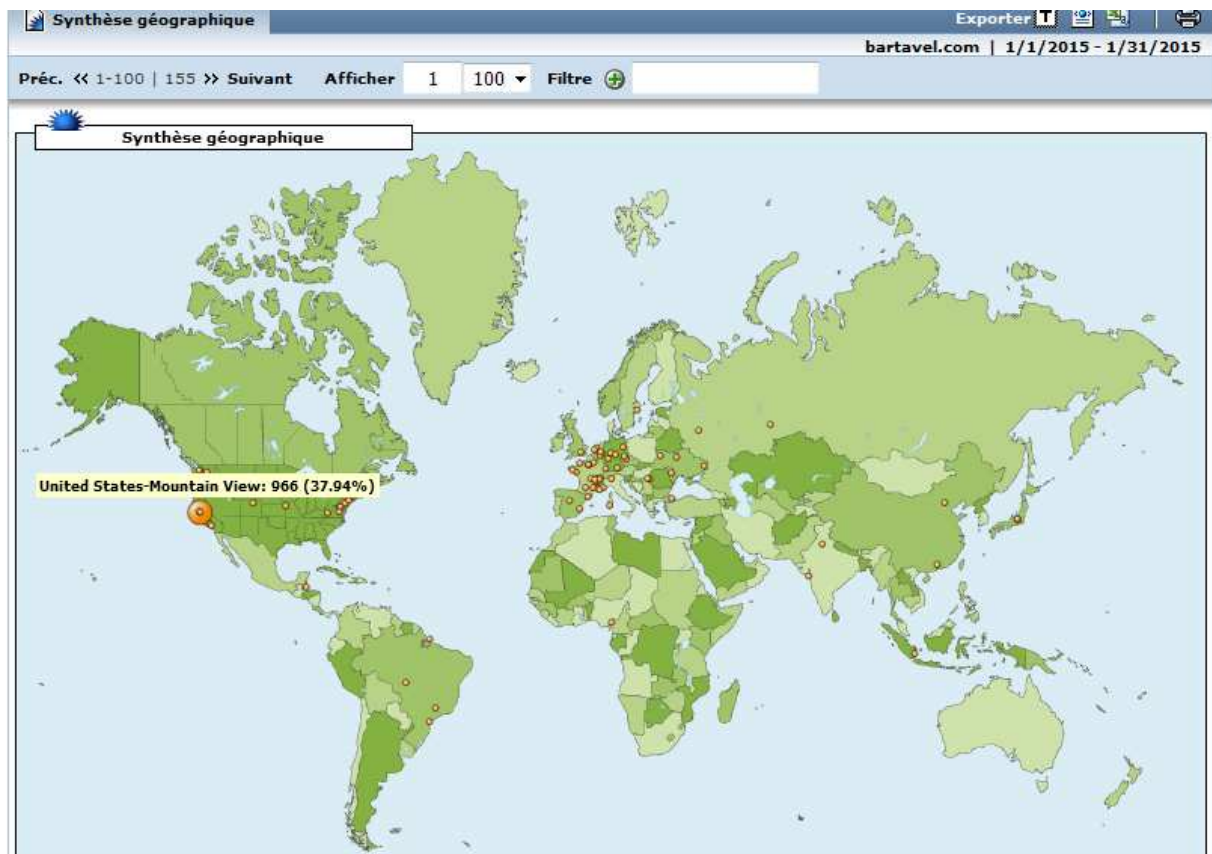 Synthèse géographique Exporter T
bartavel.com | 1/1/2015 - 1/31/2015
Préc. « 1-100 | 155 » Suivant Afficher 1 100 Filtre
Synthèse géographique
United States-Mountain View: 966 (37.94%)